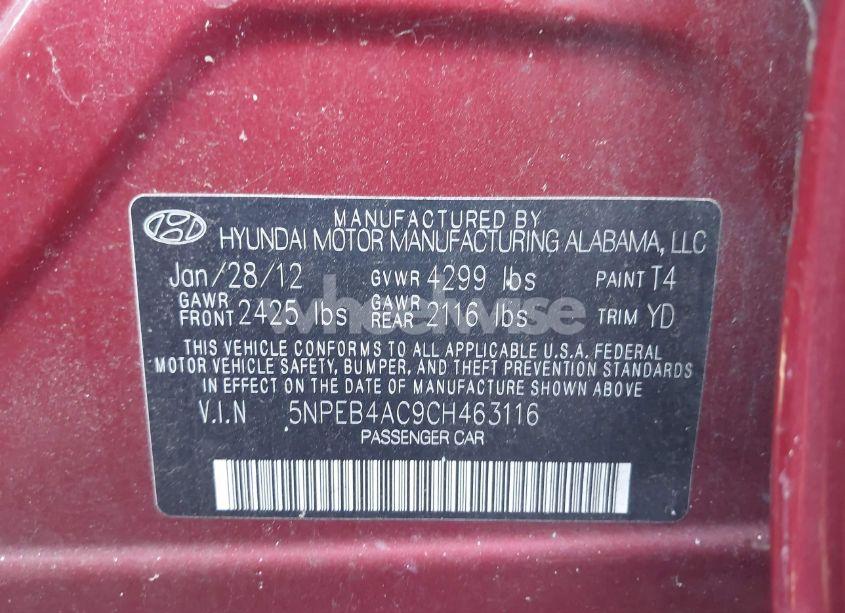 MANUFACTURED BY
HYUNDAI MOTOR MANUFACTURING ALABAMA, LLC
Jan/28/12 GVWR 4299 lbs PAINT T4
GAWR FRONT 2425 lbs GAWR REAR 2116 lbs TRIM YD
THIS VEHICLE CONFORMS TO ALL APPLICABLE U.S.A. FEDERAL
MOTOR VEHICLE SAFETY, BUMPER, AND THEFT PREVENTION STANDARDS
IN EFFECT ON THE DATE OF MANUFACTURE SHOWN ABOVE
V.I.N 5NPEB4AC9CH463116
PASSENGER CAR